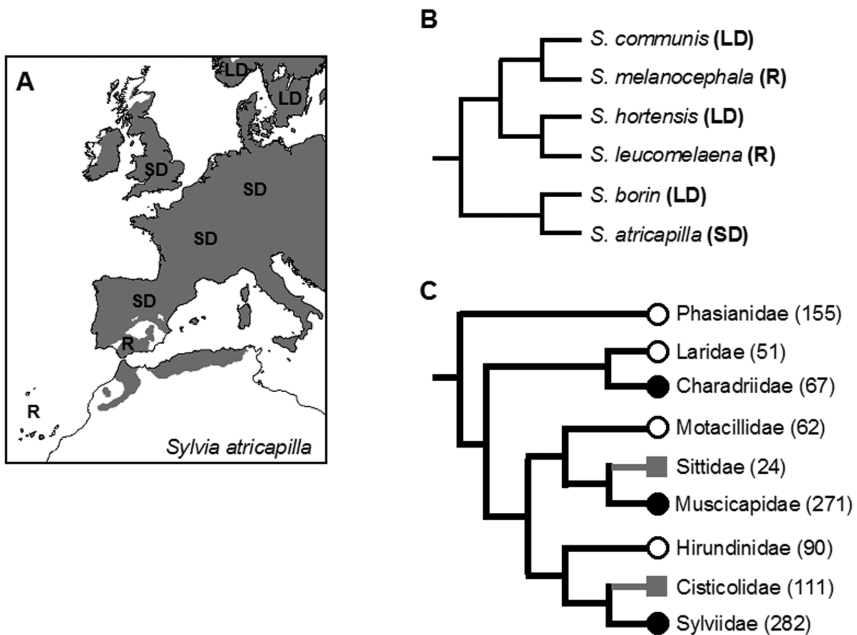 A
LD
LD
SD
SD
SD
SD
R
R
Sylvia atricapilla
B
S. communis (LD)
S. melanocephala (R)
S. hortensis (LD)
S. leucomelaena (R)
S. borin (LD)
S. atricapilla (SD)
C
Phasianidae (155)
Laridae (51)
Charadriidae (67)
Motacillidae (62)
Sittidae (24)
Muscicapidae (271)
Hirundinidae (90)
Cisticolidae (111)
Sylviidae (282)